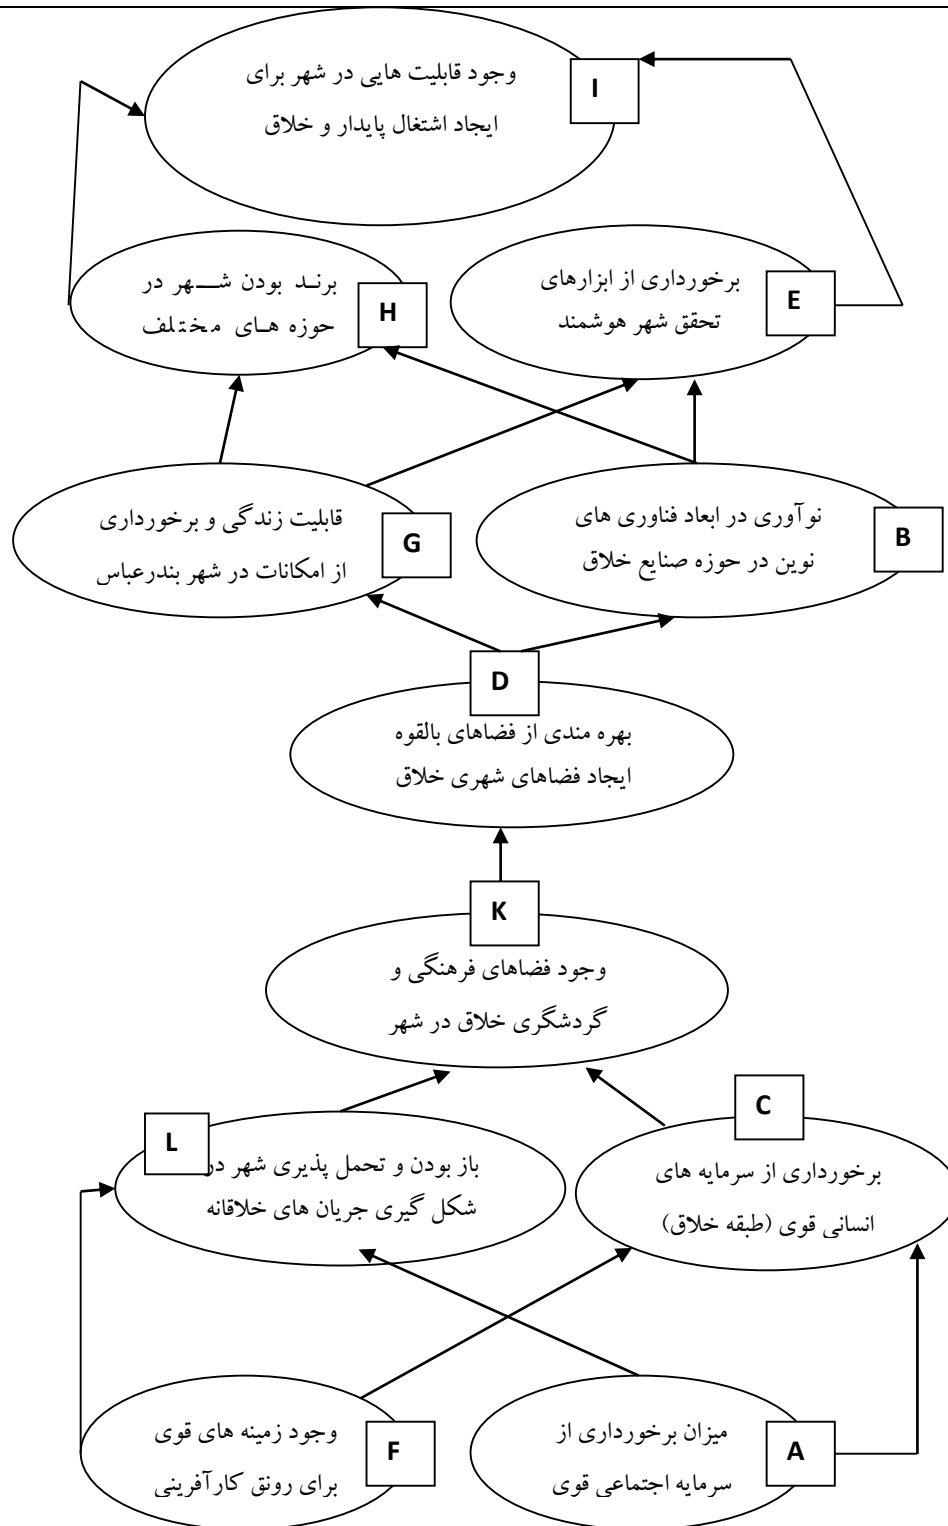 وجود قابلیت هایی در شهر برای
ایجاد اشتغال پایدار و خلاق
I
برند بودن شهر در
حوزه های مختلف
H
برخورداری از ابزارهای
تحقق شهر هوشمند
E
قابلیت زندگی و برخورداری
از امکانات در شهر بندرعباس
G
نوآوری در ابعاد فناوری های
نوین در حوزه صنایع خلاق
B
D
بهره مندی از فضاهای بالقوه
ایجاد فضاهای شهری خلاق
K
وجود فضاهای فرهنگی و
گردشگری خلاق در شهر
L
باز بودن و تحمل پذیری شهر در
شکل گیری جریان های خلاقانه
C
برخورداری از سرمایه های
انسانی قوی (طبقه خلاق)
وجود زمینه های قوی
برای رونق کارآفرینی
F
میزان برخورداری از
سرمایه اجتماعی قوی
A